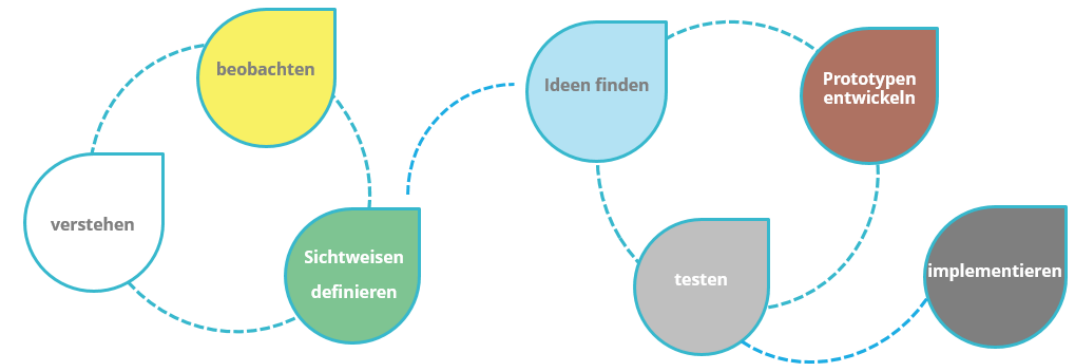 verstehen
beobachten
Sichtweisen
definieren
Ideen finden
Prototypen
entwickeln
testen
implementieren